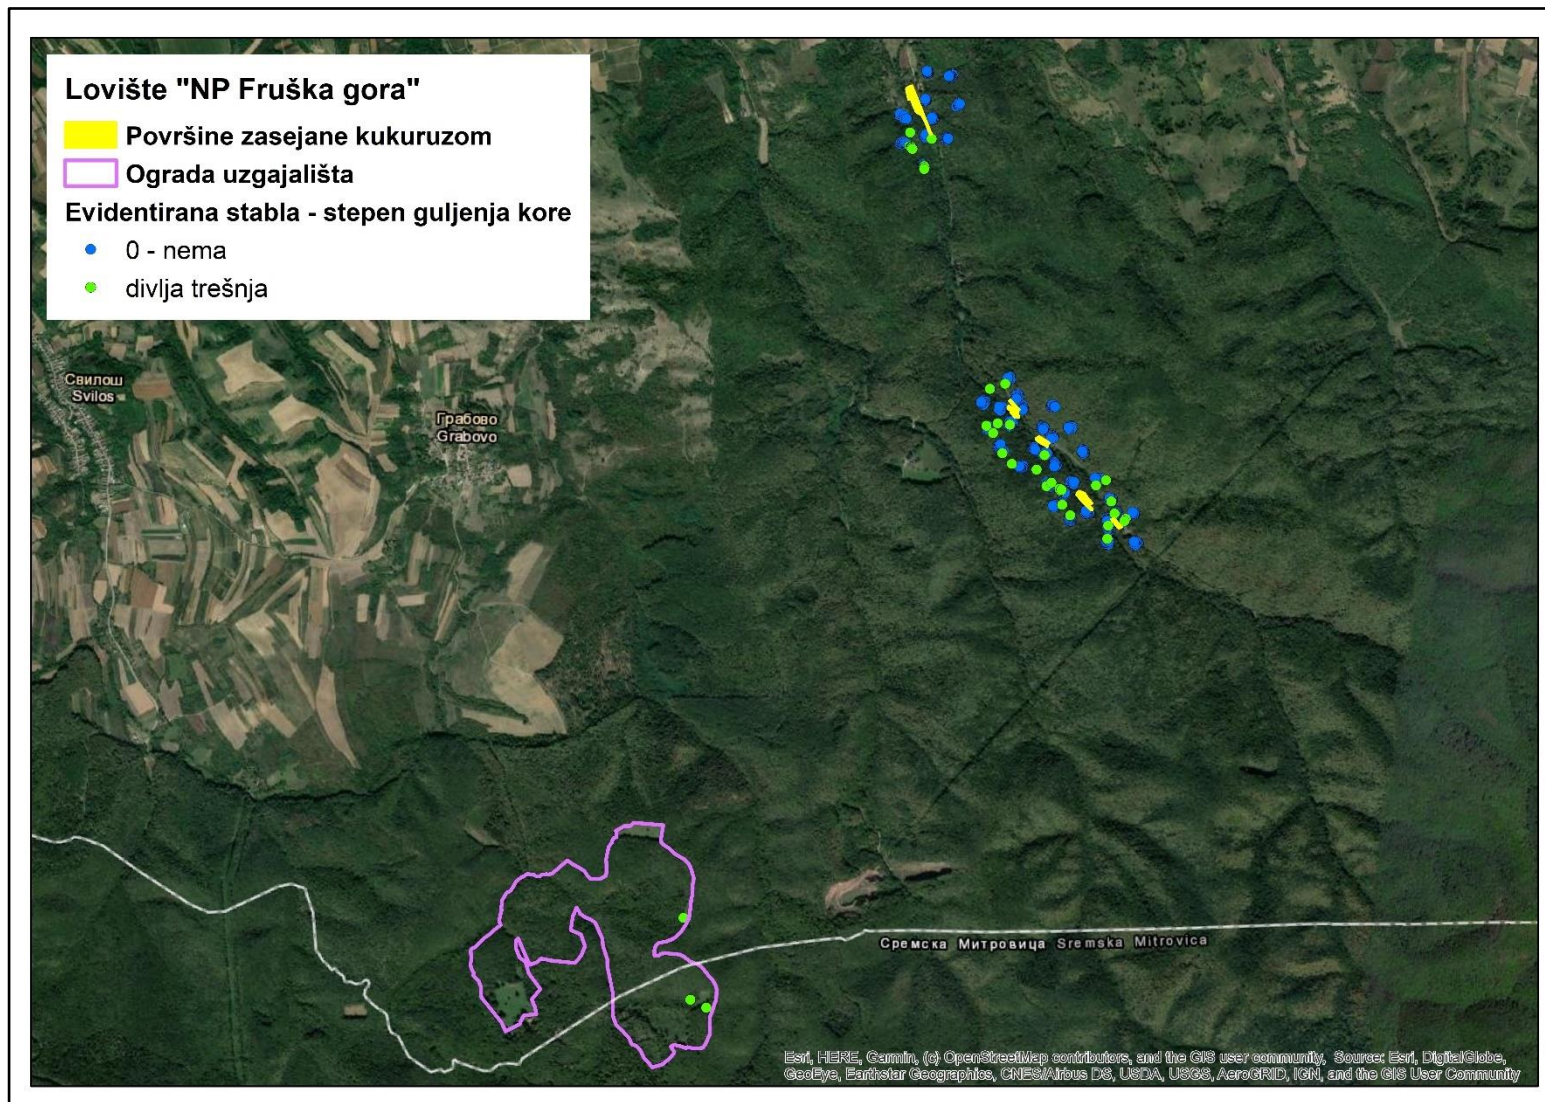 Lovište "NP Fruška gora"
Površine zasejane kukuruzom
Ograda uzgajališta
Evidentirana stabla - stepen guljenja kore
0 - nema
divlja trešnja
Свилош
Svilos
Грабово
Grabovo
Сремска Митровица Sremska Mitrovica
Esri, HERE, Garmin, (c) OpenStreetMap contributors, and the GIS user community, Source: Esri, DigitalGlobe,
GeoEye, Earthstar Geographics, CNES/Airbus DS, USDA, USGS, AeroGRID, IGN, and the GIS User Community